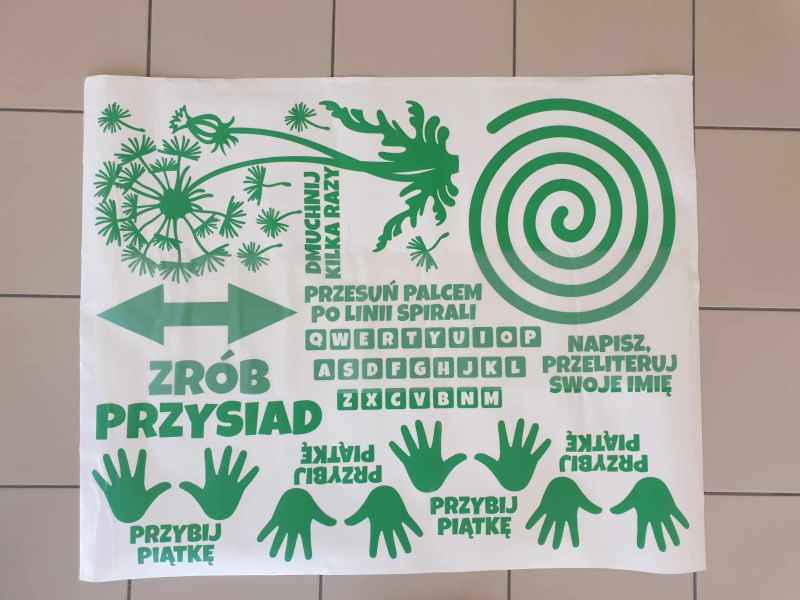 DMUCHNIJ
KILKA RAZY
PRZESUŃ PALCEM
PO LINII SPIRALI
QWERTYUIOP
ASDFGHJKL
ZXCVBNM
NAPISZ,
PRZELITERUJ
SWOJE IMIĘ
ZRÓB
PRZYSIAD
PRZYBIJ
PIĄTKĘ
PRZYBIJ
PIĄTKĘ
PRZYBIJ
PIĄTKĘ
PRZYBIJ
PIĄTKĘ